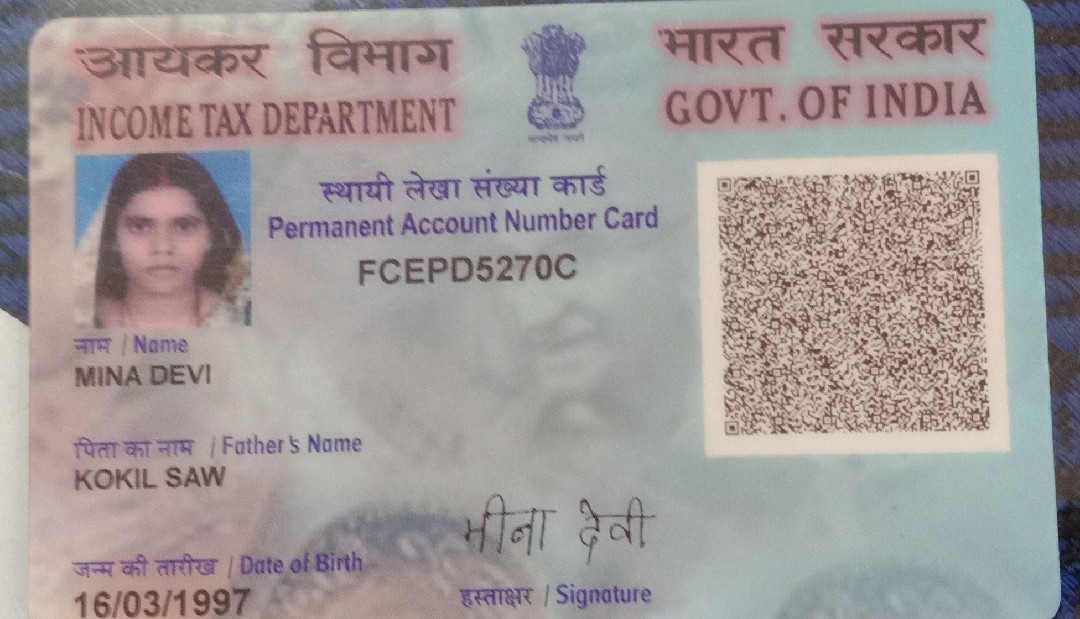 आयकर विभाग
INCOME TAX DEPARTMENT
भारत सरकार
GOVT. OF INDIA
स्थायी लेखा संख्या कार्ड
Permanent Account Number Card
FCEPD5270C
नाम / Name
MINA DEVI
पिता का नाम / Father's Name
KOKIL SAW
जन्म की तारीख / Date of Birth
16/03/1997
मीना देवी
हस्ताक्षर / Signature